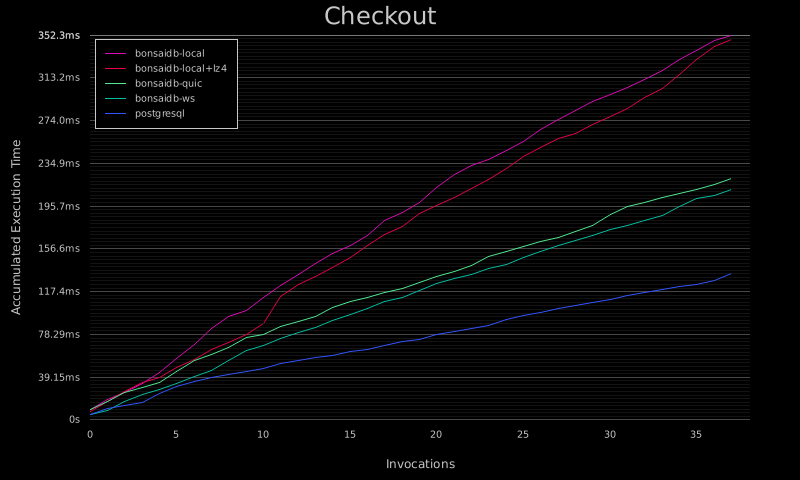 Checkout
352.3ms
bonsaidb-local
bonsaidb-local+lz4
bonsaidb-quic
bonsaidb-ws
postgresql
313.2ms
274.0ms
234.9ms
195.7ms
156.6ms
117.4ms
78.29ms
39.15ms
0s
Accumulated Execution Time
0 5 10 15 20 25 30 35
Invocations